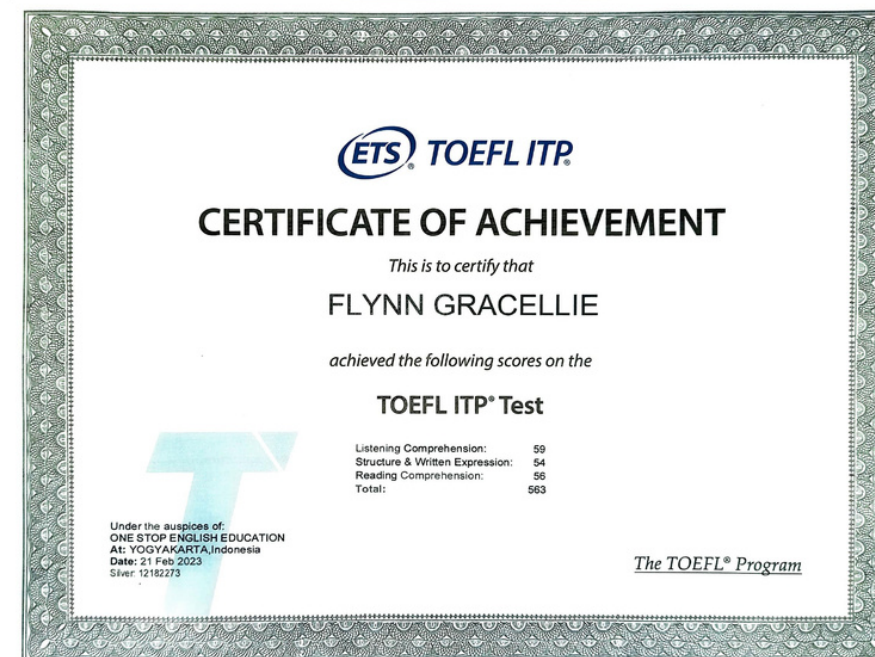 ETS® TOEFL ITP®
CERTIFICATE OF ACHIEVEMENT
This is to certify that
FLYNN GRACELLIE
achieved the following scores on the
TOEFL ITP® Test
Listening Comprehension: 59
Structure & Written Expression: 54
Reading Comprehension: 56
Total: 563
Under the auspices of:
ONE STOP ENGLISH EDUCATION
At: YOGYAKARTA,Indonesia
Date: 21 Feb 2023
Silver: 12182273
The TOEFL® Program